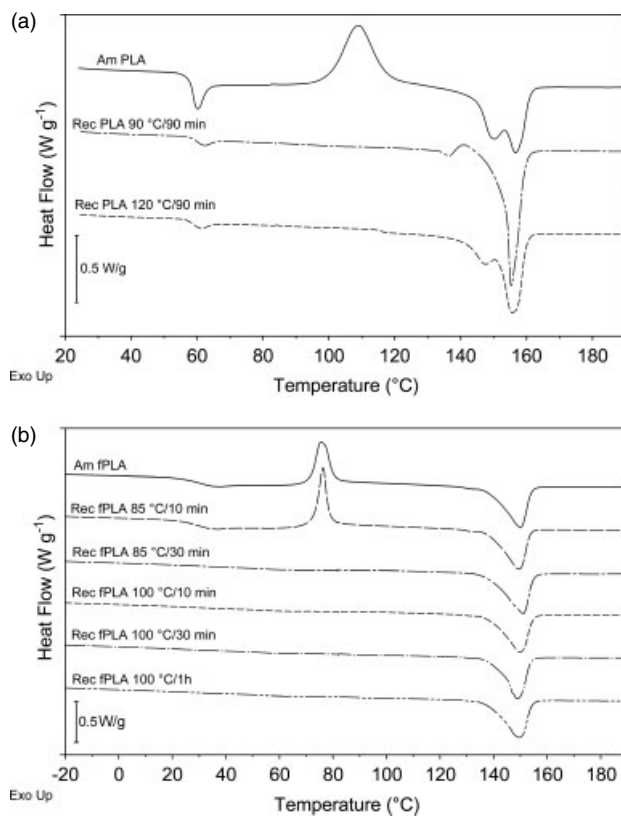 (a)
Am PLA
Rec PLA 90 °C/90 min
Rec PLA 120 °C/90 min
0.5 W/g
Heat Flow (W g⁻¹)
20 40 60 80 100 120 140 160 180
Exo Up
Temperature (°C)
(b)
Am fPLA
Rec fPLA 85 °C/10 min
Rec fPLA 85 °C/30 min
Rec fPLA 100 °C/10 min
Rec fPLA 100 °C/30 min
Rec fPLA 100 °C/1h
0.5W/g
Heat Flow (W g⁻¹)
-20 0 20 40 60 80 100 120 140 160 180
Exo Up
Temperature (°C)